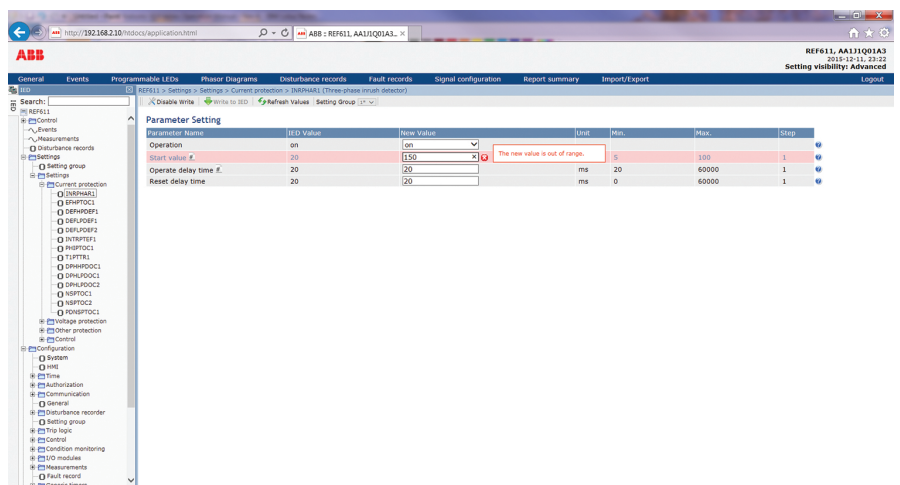 http://192.168.2.10/htdocs/application.html
ABB :: REF611, AA1J1Q01A3...
ABB
REF611, AA11Q01A3
2015-12-11, 23:22
Setting visibility: Advanced
General Events Programmable LEDs Phasor Diagrams Disturbance records Fault records Signal configuration Report summary Import/Export Logout
IED
REF611 > Settings > Settings > Current protection > INRPHAR1 (Three-phase inrush detector)
Search:
Disable Write Write to IED Refresh Values Setting Group 1*
IED
REF611
Control
Events
Measurements
Disturbance records
Settings
Setting group
Settings
Current protection
INRPHAR1
EFHPTOC1
DEFHPDEF1
DEFLPDEF1
DEFLPDEF2
INTRPTEF1
PHIPTOC1
T1PTTR1
DPHHPDOC1
DPHLPDOC1
DPHLPDOC2
NSPTOC1
NSPTOC2
PDNSPTOC1
Voltage protection
Other protection
Control
Configuration
System
HMI
Time
Authorization
Communication
General
Disturbance recorder
Setting group
Trip logic
Control
Condition monitoring
I/O modules
Measurements
Fault record
Generic timers
Parameter Setting
Parameter Name IED Value New Value Unit Min. Max. Step
Operation on on
Start value 20 150 The new value is out of range. 5 100 1
Operate delay time 20 20 ms 20 60000 1
Reset delay time 20 20 ms 0 60000 1